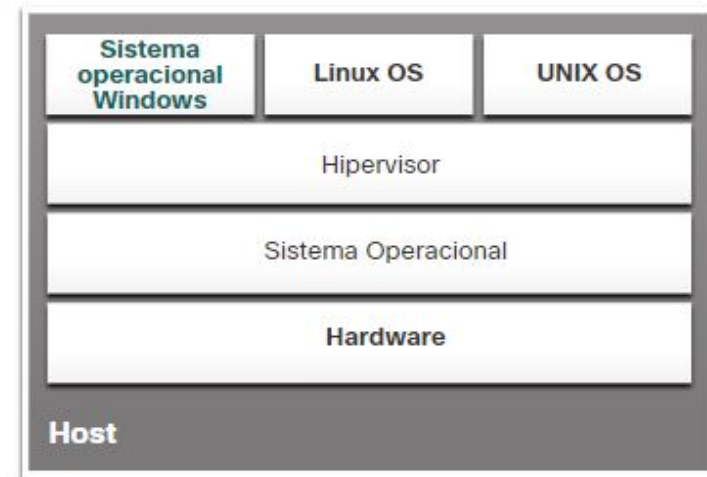 Sistema
operacional
Windows
Linux OS
UNIX OS
Hipervisor
Sistema Operacional
Hardware
Host